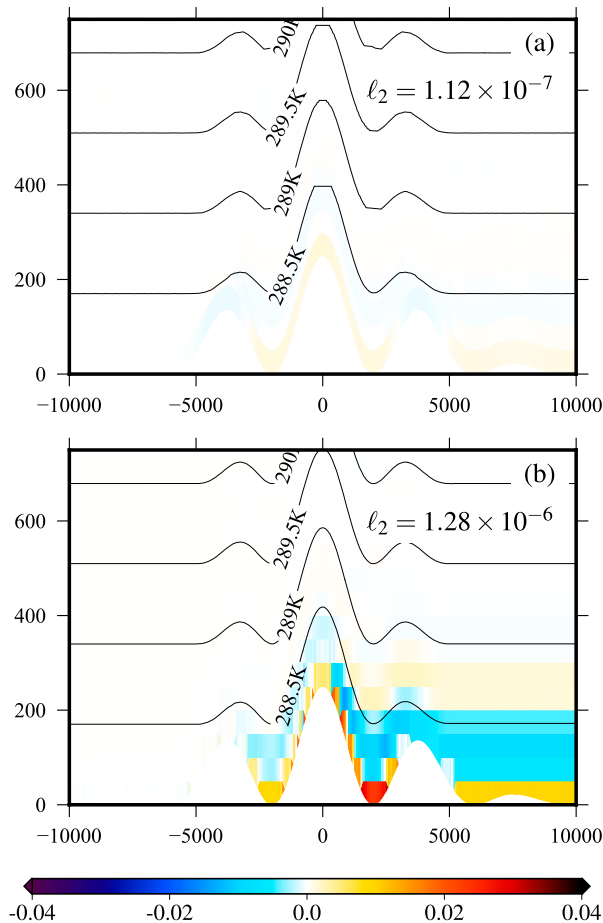 290K
(a)
600
ℓ₂ = 1.12 × 10⁻⁷
289.5K
400
289K
288.5K
200
0
−10000 −5000 0 5000 10000
290
(b)
600
ℓ₂ = 1.28 × 10⁻⁶
289.5K
400
289K
288.5K
200
0
−10000 −5000 0 5000 10000
-0.04 -0.02 0.0 0.02 0.04